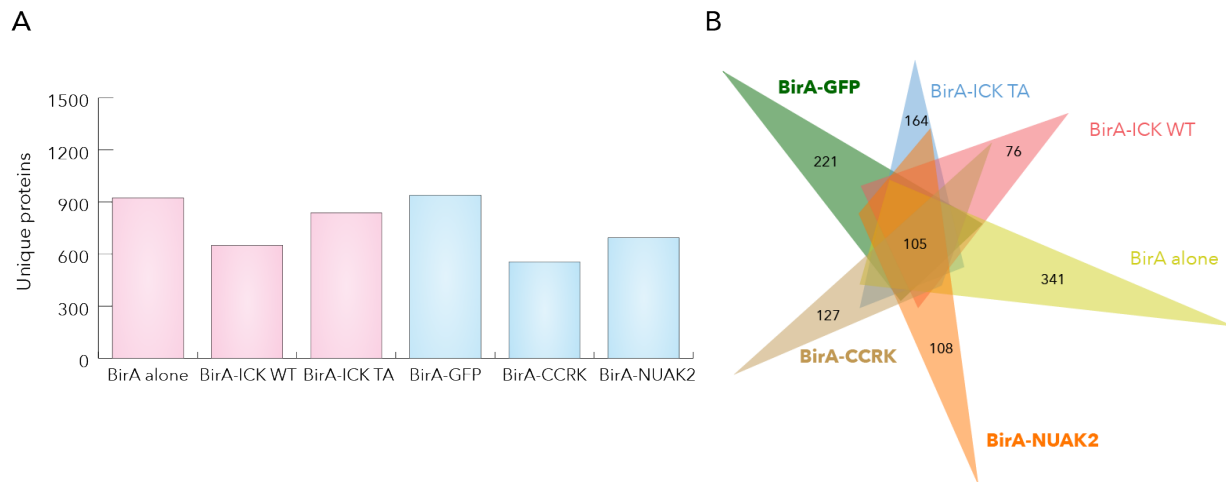 A
B
1500
1200
900
600
300
0
Unique proteins
BirA alone
BirA-ICK WT
BirA-ICK TA
BirA-GFP
BirA-CCRK
BirA-NUAK2
BirA-GFP
BirA-ICK TA
BirA-ICK WT
164
76
221
105
BirA alone
341
127
BirA-CCRK
108
BirA-NUAK2